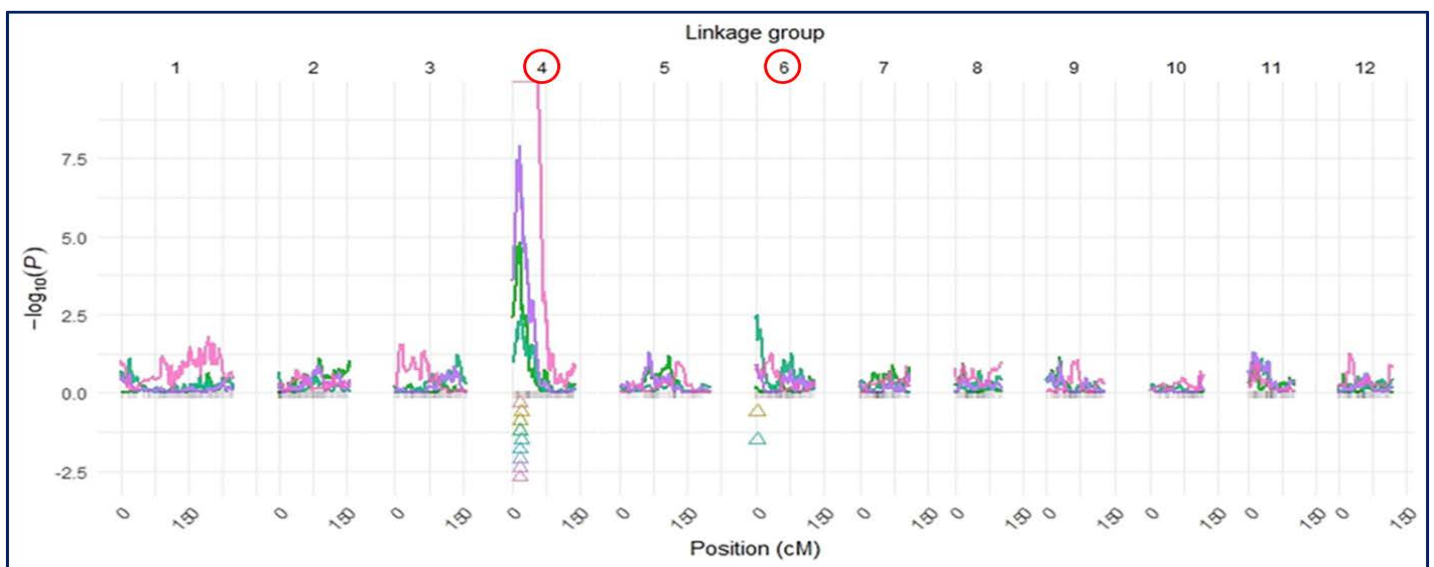 Linkage group
1 2 3 4 5 6 7 8 9 10 11 12
7.5
5.0
2.5
0.0
-2.5
−log10(P)
0 150 0 150 0 150 0 150 0 150 0 150 0 150 0 150 0 150 0 150 0 150 0 150
Position (cM)